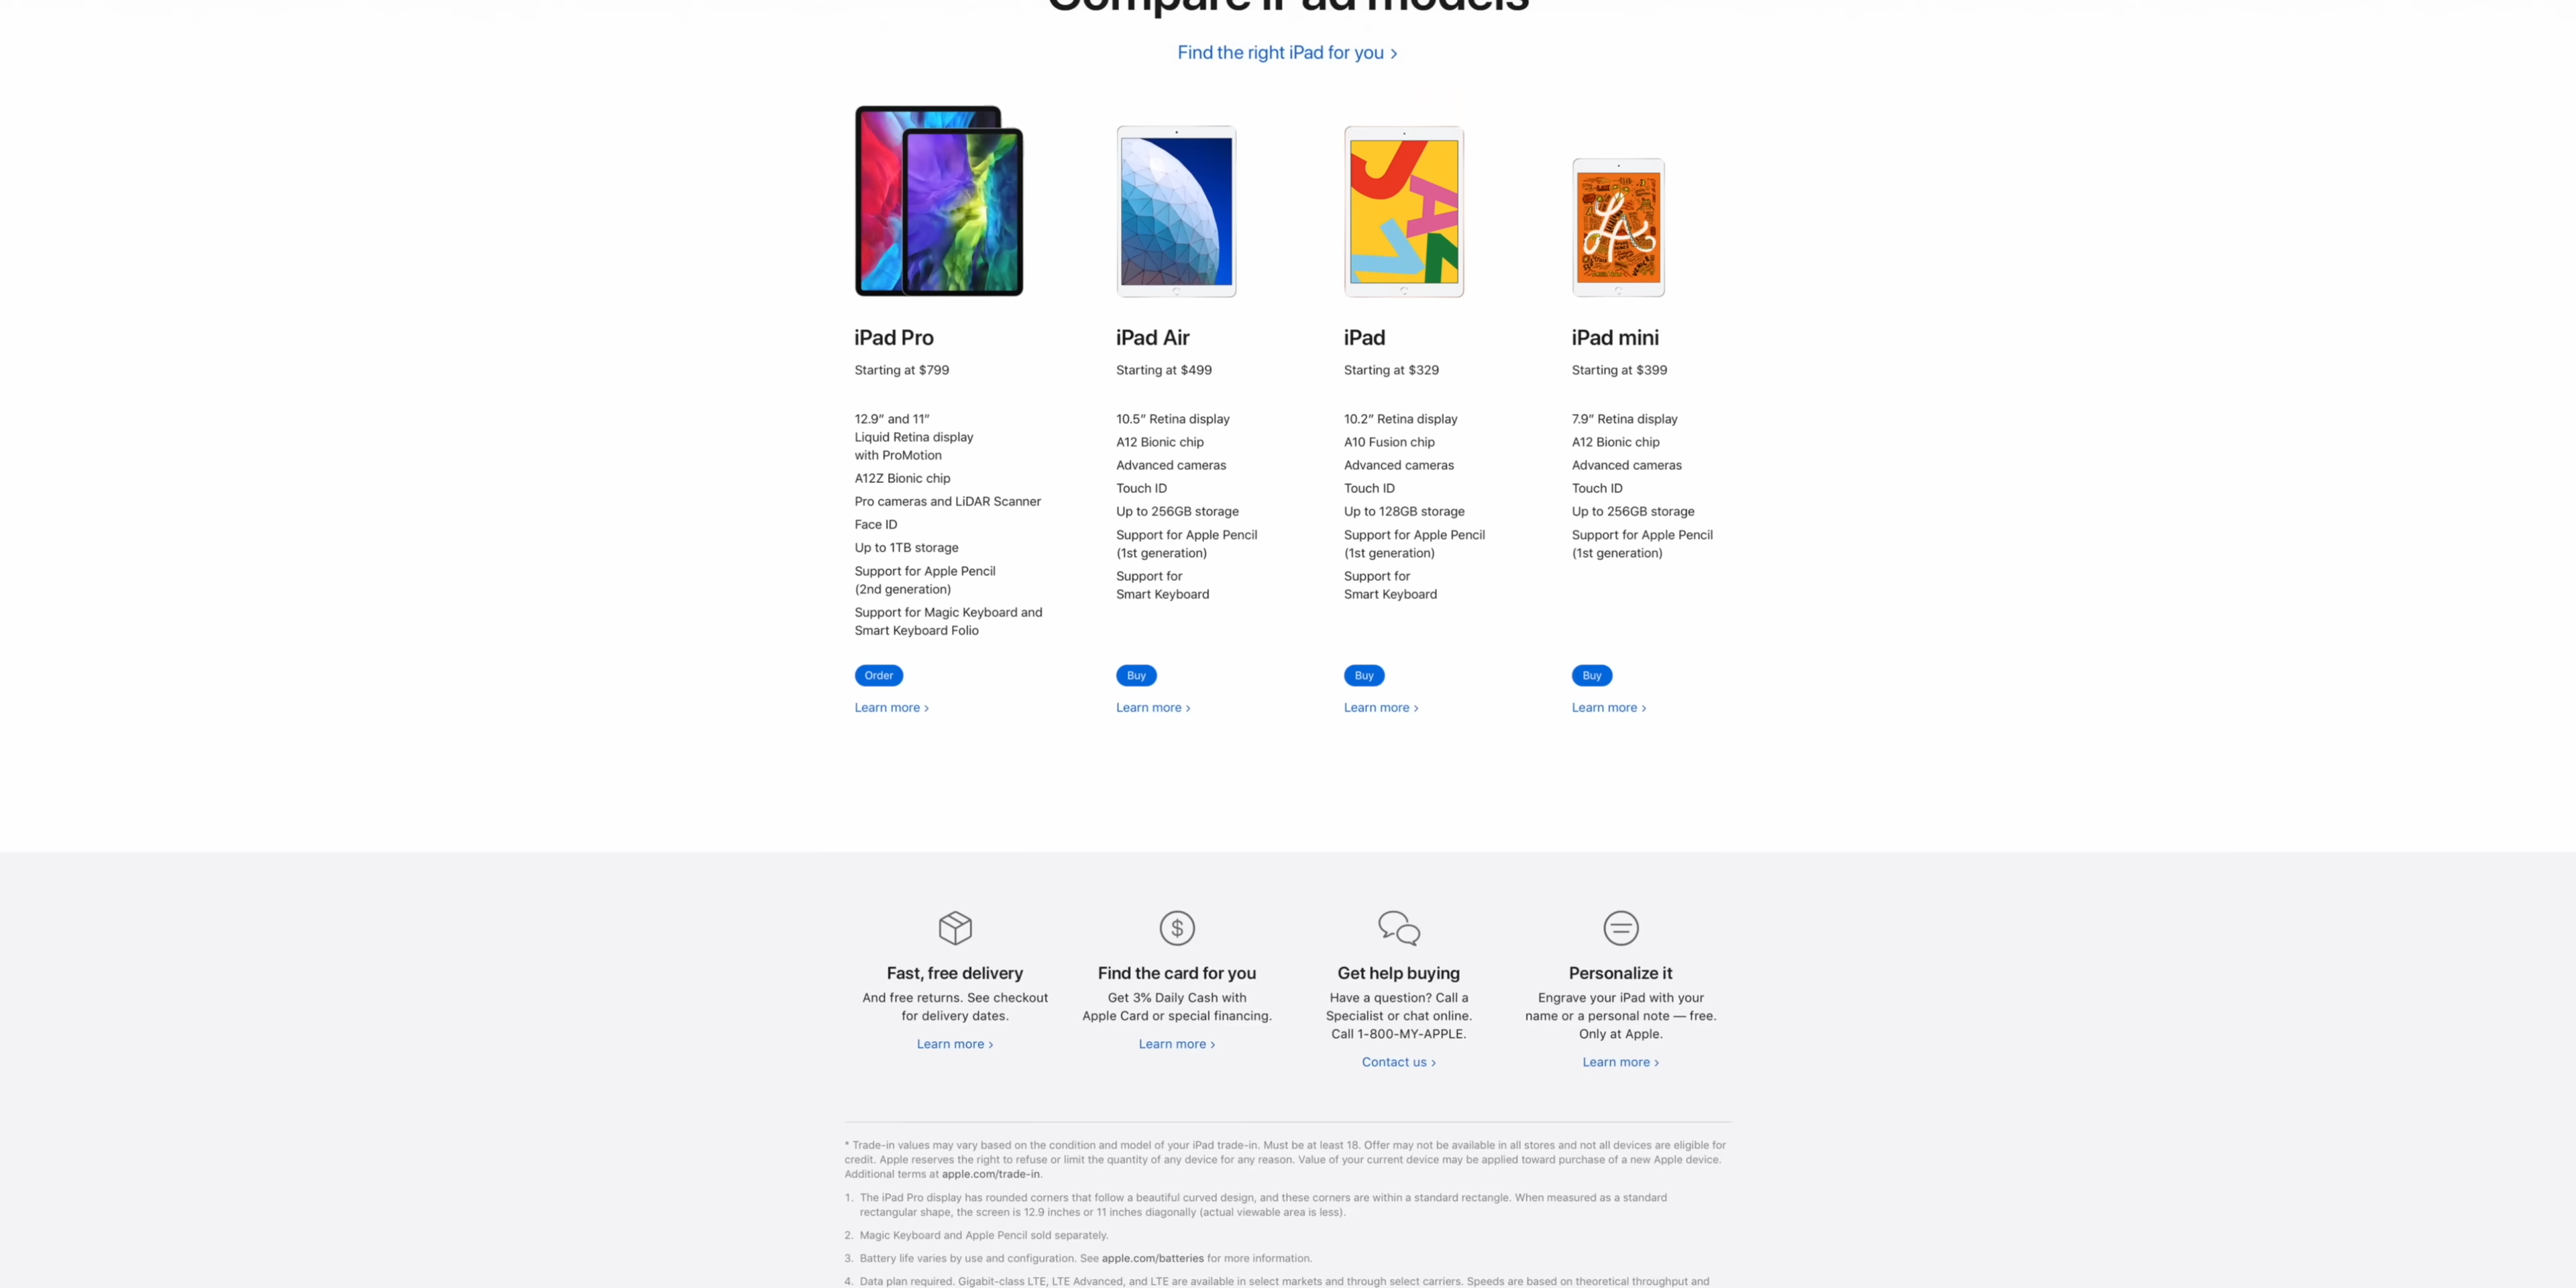 Compare iPad models
Find the right iPad for you >
iPad Pro
Starting at $799
12.9″ and 11″
Liquid Retina display
with ProMotion
A12Z Bionic chip
Pro cameras and LiDAR Scanner
Face ID
Up to 1TB storage
Support for Apple Pencil
(2nd generation)
Support for Magic Keyboard and
Smart Keyboard Folio
Order
Learn more >
iPad Air
Starting at $499
10.5″ Retina display
A12 Bionic chip
Advanced cameras
Touch ID
Up to 256GB storage
Support for Apple Pencil
(1st generation)
Support for
Smart Keyboard
Buy
Learn more >
iPad
Starting at $329
10.2″ Retina display
A10 Fusion chip
Advanced cameras
Touch ID
Up to 128GB storage
Support for Apple Pencil
(1st generation)
Support for
Smart Keyboard
Buy
Learn more >
iPad mini
Starting at $399
7.9″ Retina display
A12 Bionic chip
Advanced cameras
Touch ID
Up to 256GB storage
Support for Apple Pencil
(1st generation)
Buy
Learn more >
Fast, free delivery
And free returns. See checkout
for delivery dates.
Learn more >
$
Find the card for you
Get 3% Daily Cash with
Apple Card or special financing.
Learn more >
Get help buying
Have a question? Call a
Specialist or chat online.
Call 1-800-MY-APPLE.
Contact us >
Personalize it
Engrave your iPad with your
name or a personal note — free.
Only at Apple.
Learn more >
* Trade-in values may vary based on the condition and model of your iPad trade-in. Must be at least 18. Offer may not be available in all stores and not all devices are eligible for
credit. Apple reserves the right to refuse or limit the quantity of any device for any reason. Value of your current device may be applied toward purchase of a new Apple device.
Additional terms at apple.com/trade-in.
1. The iPad Pro display has rounded corners that follow a beautiful curved design, and these corners are within a standard rectangle. When measured as a standard
rectangular shape, the screen is 12.9 inches or 11 inches diagonally (actual viewable area is less).
2. Magic Keyboard and Apple Pencil sold separately.
3. Battery life varies by use and configuration. See apple.com/batteries for more information.
4. Data plan required. Gigabit-class LTE, LTE Advanced, and LTE are available in select markets and through select carriers. Speeds are based on theoretical throughput and